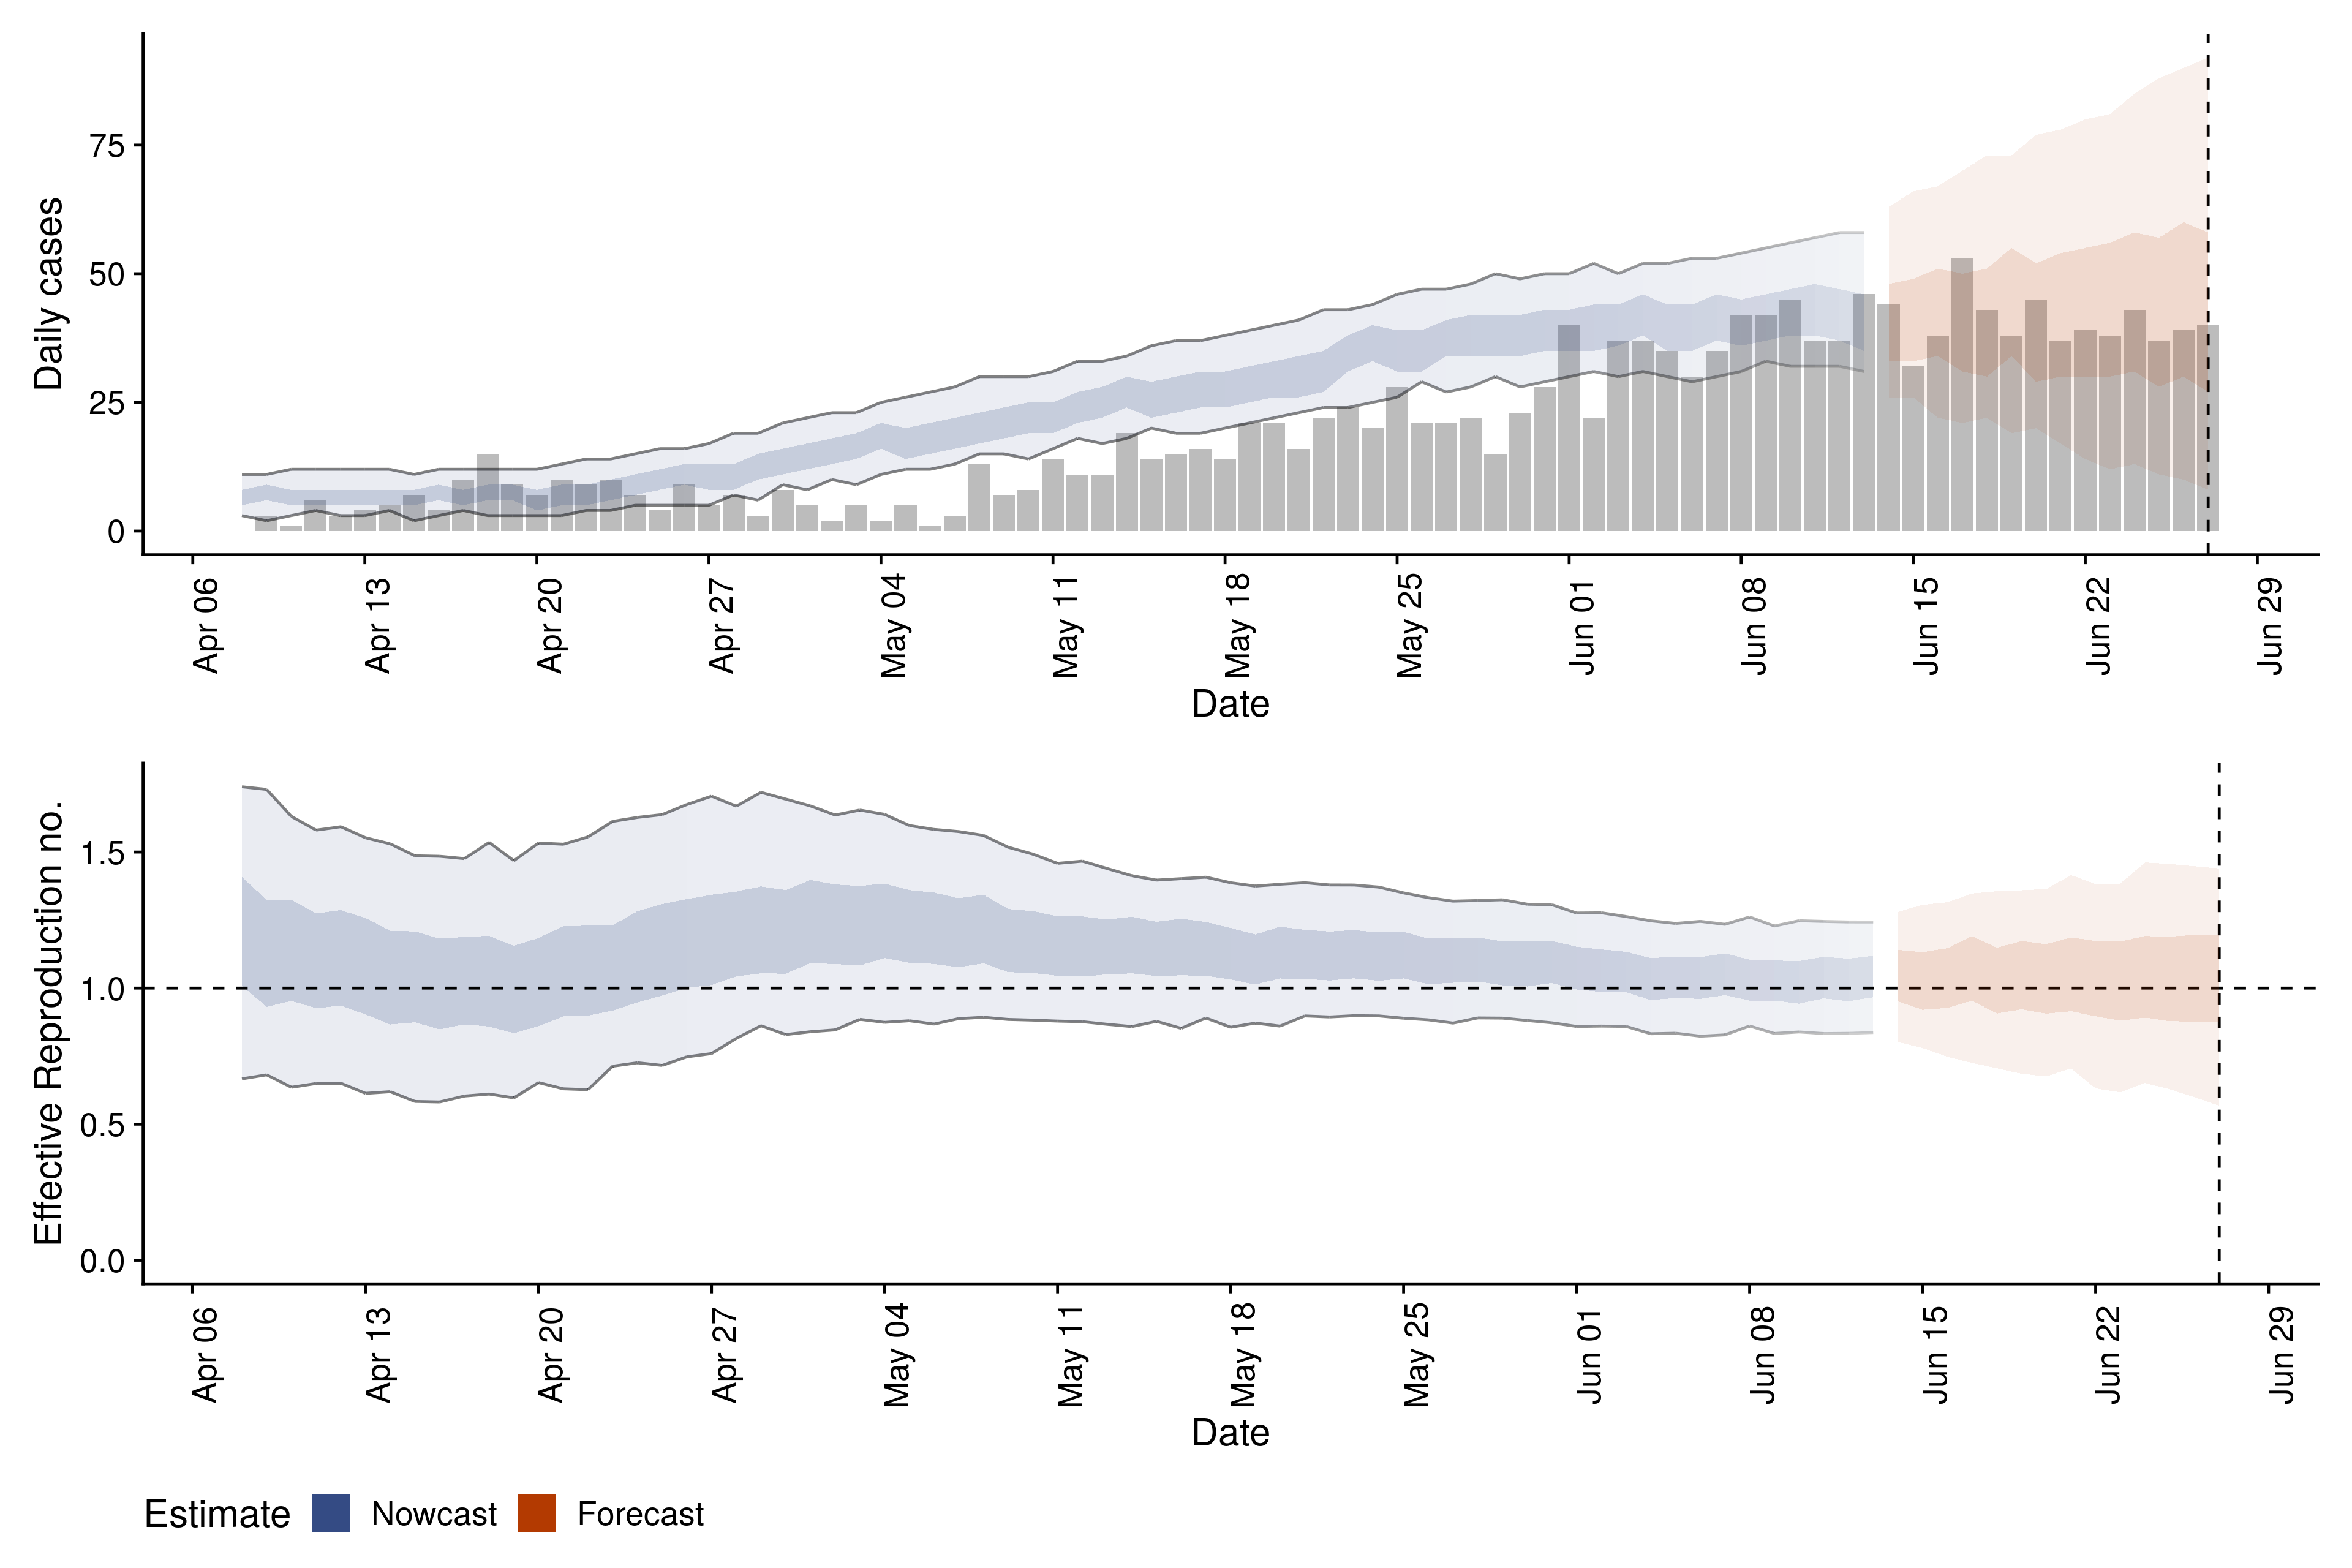 Daily cases
75
50
25
0
Apr 06
Apr 13
Apr 20
Apr 27
May 04
May 11
May 18
May 25
Jun 01
Jun 08
Jun 15
Jun 22
Jun 29
Date
Effective Reproduction no.
1.5
1.0
0.5
0.0
Apr 06
Apr 13
Apr 20
Apr 27
May 04
May 11
May 18
May 25
Jun 01
Jun 08
Jun 15
Jun 22
Jun 29
Date
Estimate Nowcast Forecast